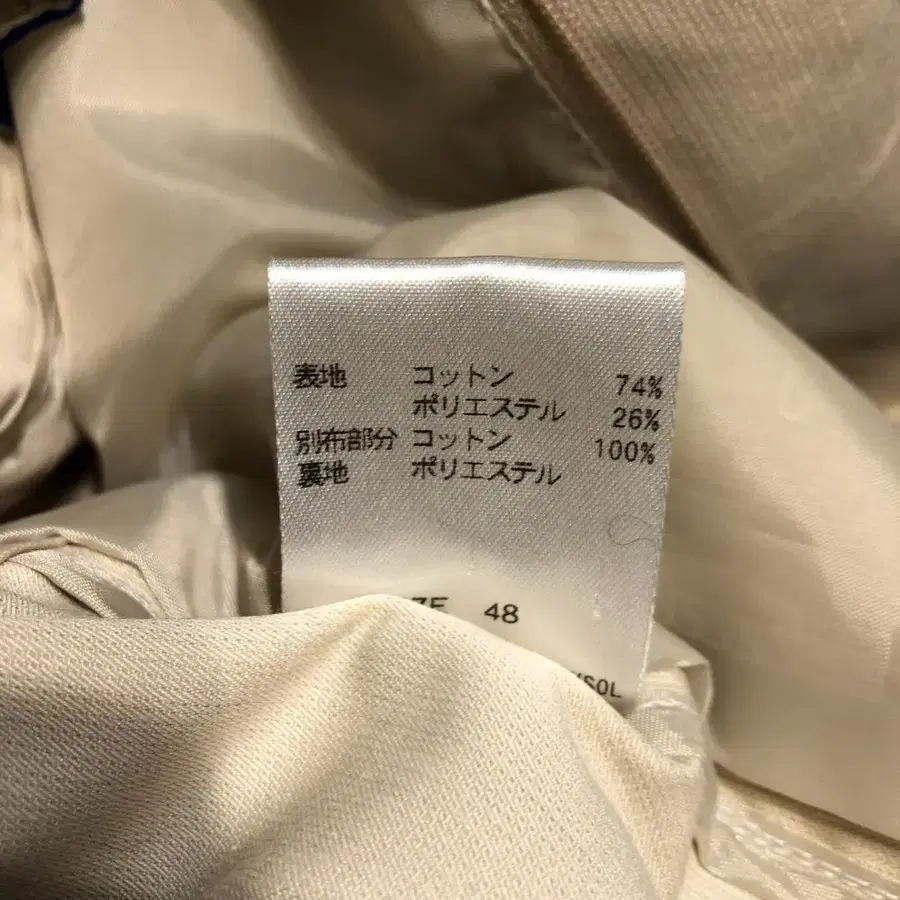 表地 コットン 74%
ポリエステル 26%
別布部分 コットン 100%
裏地 ポリエステル
48